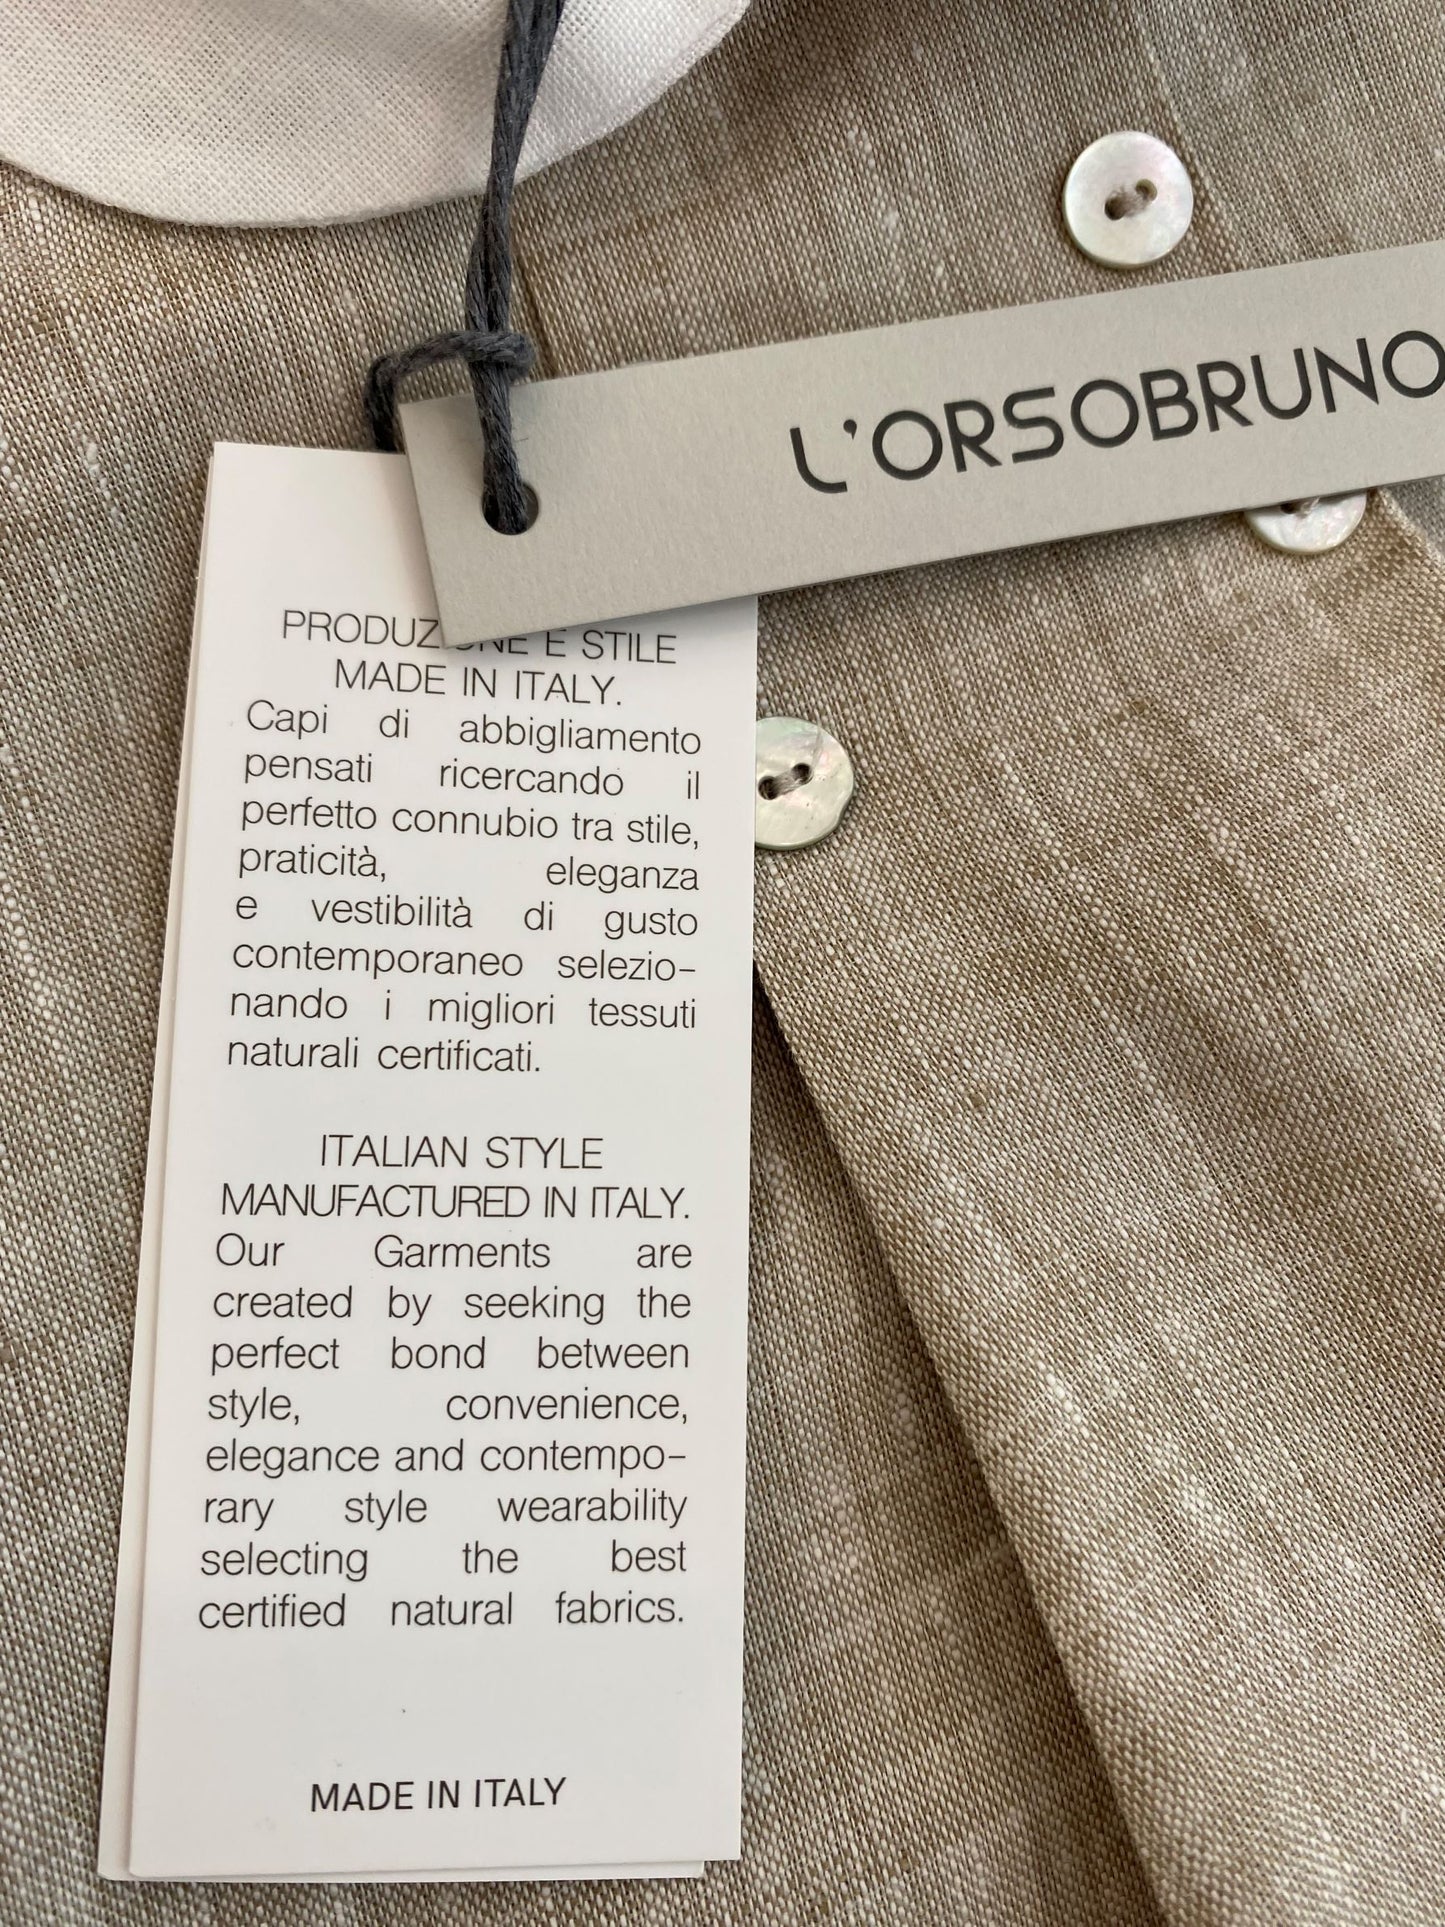 L'ORSOBRUNO
PRODUZIONE E STILE
MADE IN ITALY.
Capi di abbigliamento
pensati ricercando il
perfetto connubio tra stile,
praticità, eleganza
e vestibilità di gusto
contemporaneo selezio-
nando i migliori tessuti
naturali certificati.
ITALIAN STYLE
MANUFACTURED IN ITALY.
Our Garments are
created by seeking the
perfect bond between
style, convenience,
elegance and contempo-
rary style wearability
selecting the best
certified natural fabrics.
MADE IN ITALY